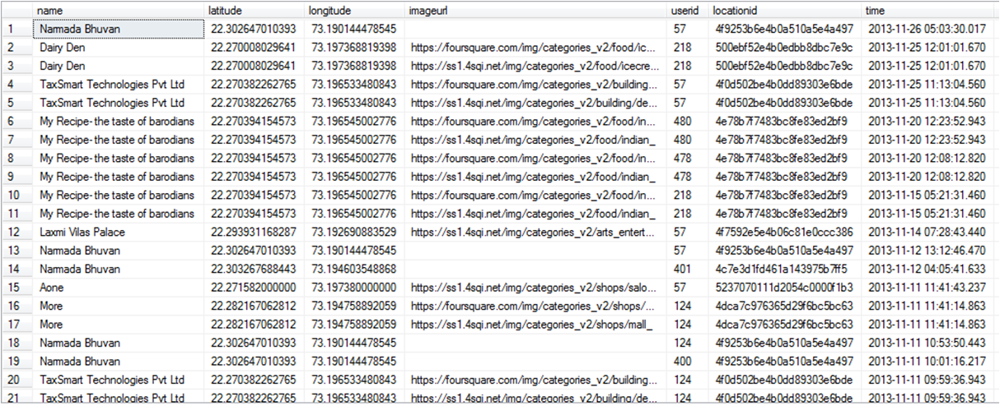 name latitude longitude imageurl userid locationid time
1 Narmada Bhuvan 22.302647010393 73.190144478545 57 4f9253b6e4b0a510a5e4a497 2013-11-26 05:03:30.017
2 Dairy Den 22.270008029641 73.197368819398 https://foursquare.com/img/categories_v2/food/ic... 218 500ebf52e4b0edbb8dbc7e9c 2013-11-25 12:01:01.670
3 Dairy Den 22.270008029641 73.197368819398 https://ss1.4sqi.net/img/categories_v2/food/icecre... 218 500ebf52e4b0edbb8dbc7e9c 2013-11-25 12:01:01.670
4 TaxSmart Technologies Pvt Ltd 22.270382262765 73.196533480843 https://foursquare.com/img/categories_v2/building... 57 4f0d502be4b0dd89303e6bde 2013-11-25 11:13:04.560
5 TaxSmart Technologies Pvt Ltd 22.270382262765 73.196533480843 https://ss1.4sqi.net/img/categories_v2/building/de... 57 4f0d502be4b0dd89303e6bde 2013-11-25 11:13:04.560
6 My Recipe- the taste of barodians 22.270394154573 73.196545002776 https://foursquare.com/img/categories_v2/food/in... 480 4e78b7f7483bc8fe83ed2bf9 2013-11-20 12:23:52.943
7 My Recipe- the taste of barodians 22.270394154573 73.196545002776 https://ss1.4sqi.net/img/categories_v2/food/indian_ 480 4e78b7f7483bc8fe83ed2bf9 2013-11-20 12:23:52.943
8 My Recipe- the taste of barodians 22.270394154573 73.196545002776 https://foursquare.com/img/categories_v2/food/in... 478 4e78b7f7483bc8fe83ed2bf9 2013-11-20 12:08:12.820
9 My Recipe- the taste of barodians 22.270394154573 73.196545002776 https://ss1.4sqi.net/img/categories_v2/food/indian_ 478 4e78b7f7483bc8fe83ed2bf9 2013-11-20 12:08:12.820
10 My Recipe- the taste of barodians 22.270394154573 73.196545002776 https://foursquare.com/img/categories_v2/food/in... 218 4e78b7f7483bc8fe83ed2bf9 2013-11-15 05:21:31.460
11 My Recipe- the taste of barodians 22.270394154573 73.196545002776 https://ss1.4sqi.net/img/categories_v2/food/indian_ 218 4e78b7f7483bc8fe83ed2bf9 2013-11-15 05:21:31.460
12 Laxmi Vilas Palace 22.293931168287 73.192690883529 https://ss1.4sqi.net/img/categories_v2/arts_entert... 57 4f7592e5e4b06c81e0ccc386 2013-11-14 07:28:43.440
13 Narmada Bhuvan 22.302647010393 73.190144478545 57 4f9253b6e4b0a510a5e4a497 2013-11-12 13:12:46.470
14 Narmada Bhuvan 22.303267688443 73.194603548868 401 4c7e3d1fd461a143975b7ff5 2013-11-12 04:05:41.633
15 Aone 22.271582000000 73.197380000000 https://ss1.4sqi.net/img/categories_v2/shops/salo... 57 5237070111d2054c0000f1b3 2013-11-11 11:41:43.237
16 More 22.282167062812 73.194758892059 https://foursquare.com/img/categories_v2/shops/... 124 4dca7c976365d29f6bc5bc63 2013-11-11 11:41:14.863
17 More 22.282167062812 73.194758892059 https://ss1.4sqi.net/img/categories_v2/shops/mall_ 124 4dca7c976365d29f6bc5bc63 2013-11-11 11:41:14.863
18 Narmada Bhuvan 22.302647010393 73.190144478545 124 4f9253b6e4b0a510a5e4a497 2013-11-11 10:53:50.443
19 Narmada Bhuvan 22.302647010393 73.190144478545 400 4f9253b6e4b0a510a5e4a497 2013-11-11 10:01:16.217
20 TaxSmart Technologies Pvt Ltd 22.270382262765 73.196533480843 https://foursquare.com/img/categories_v2/building... 124 4f0d502be4b0dd89303e6bde 2013-11-11 09:59:36.943
21 TaxSmart Technologies Pvt Ltd 22.270382262765 73.196533480843 https://ss1.4sqi.net/img/categories_v2/building/de... 124 4f0d502be4b0dd89303e6bde 2013-11-11 09:59:36.943